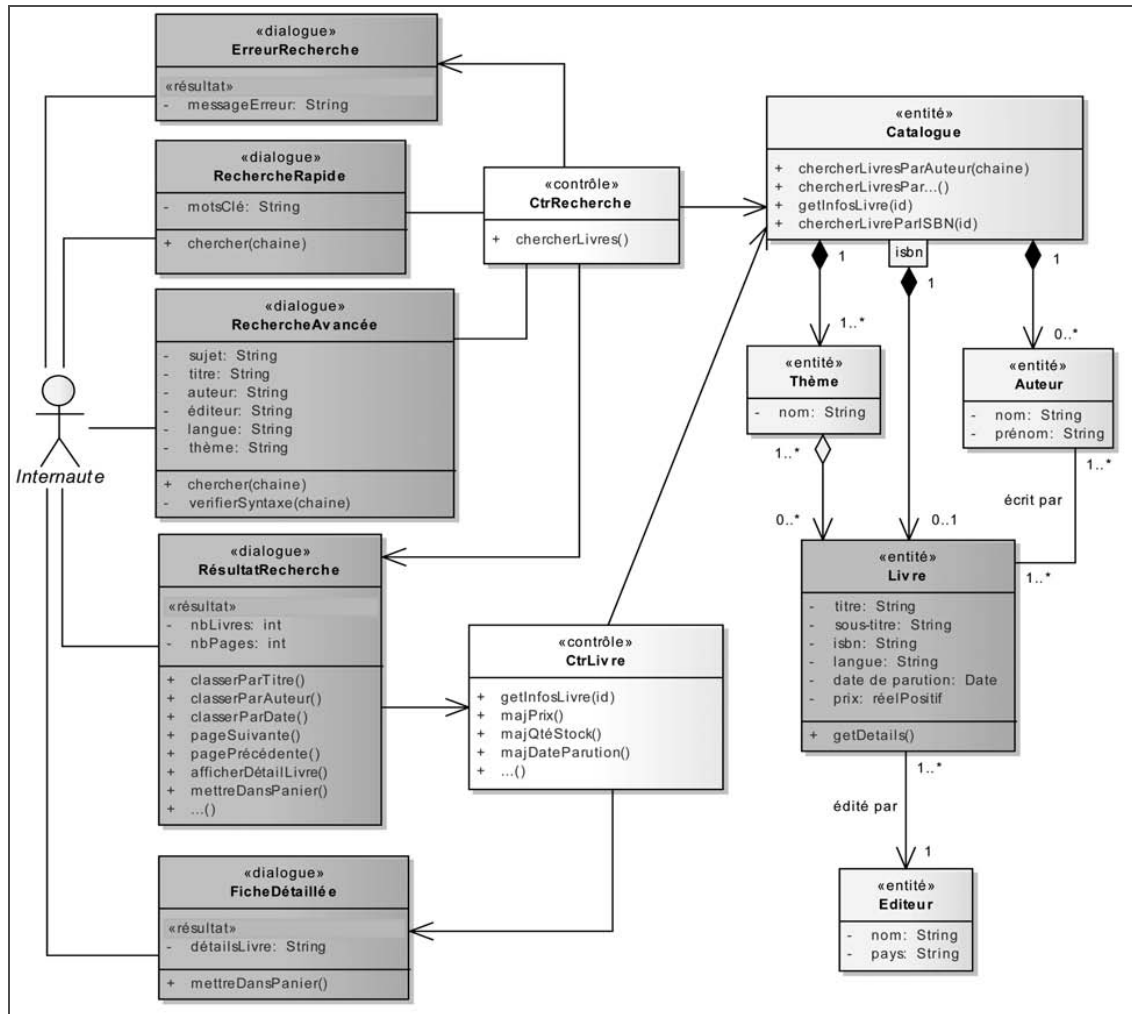 «dialogue»
ErreurRecherche
«résultat»
- messageErreur: String
«dialogue»
RechercheRapide
- motsClé: String
+ chercher(chaine)
«dialogue»
RechercheAvancée
- sujet: String
- titre: String
- auteur: String
- éditeur: String
- langue: String
- thème: String
+ chercher(chaine)
- verifierSyntaxe(chaine)
Internaute
«dialogue»
RésultatRecherche
«résultat»
- nbLivres: int
- nbPages: int
+ classerParTitre()
+ classerParAuteur()
+ classerParDate()
+ pageSuivante()
+ pagePrécédente()
+ afficherDétailLivre()
+ mettreDansPanier()
+ ...()
«dialogue»
FicheDétaillée
«résultat»
- détailsLivre: String
+ mettreDansPanier()
«contrôle»
CtrRecherche
+ chercherLivres()
«contrôle»
CtrLivre
+ getInfosLivre(id)
+ majPrix()
+ majQtéStock()
+ majDateParution()
+ ...()
«entité»
Catalogue
+ chercherLivresParAuteur(chaine)
+ chercherLivresPar...()
+ getInfosLivre(id)
+ chercherLivreParISBN(id)
isbn
1
1
1
1..*
0..*
«entité»
Thème
- nom: String
«entité»
Auteur
- nom: String
- prénom: String
1..*
1..*
écrit par
0..*
0..1
1..*
«entité»
Livre
- titre: String
- sous-titre: String
- isbn: String
- langue: String
- date de parution: Date
- prix: réelPositif
+ getDetails()
1..*
édité par
1
«entité»
Editeur
- nom: String
- pays: String